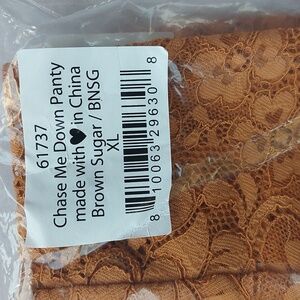 61737
Chase Me Down Panty
made with🖤in China
Brown Sugar / BNSG
XL
8 10063 29630 8